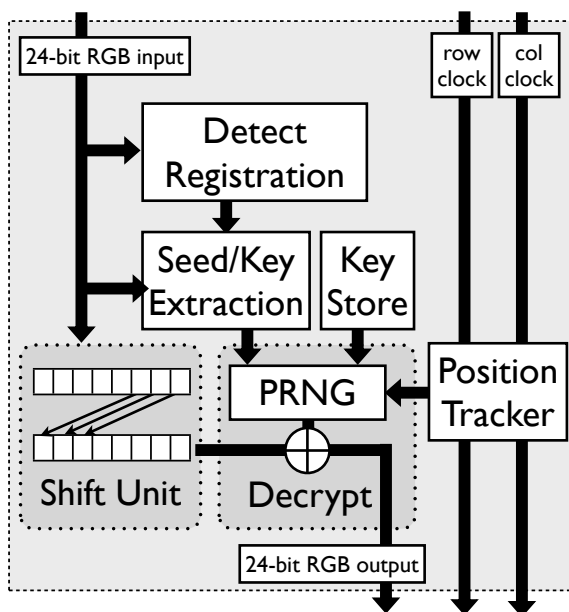 24-bit RGB input
row
clock
col
clock
Detect
Registration
Seed/Key
Extraction
Key
Store
PRNG
Position
Tracker
Shift Unit
Decrypt
24-bit RGB output